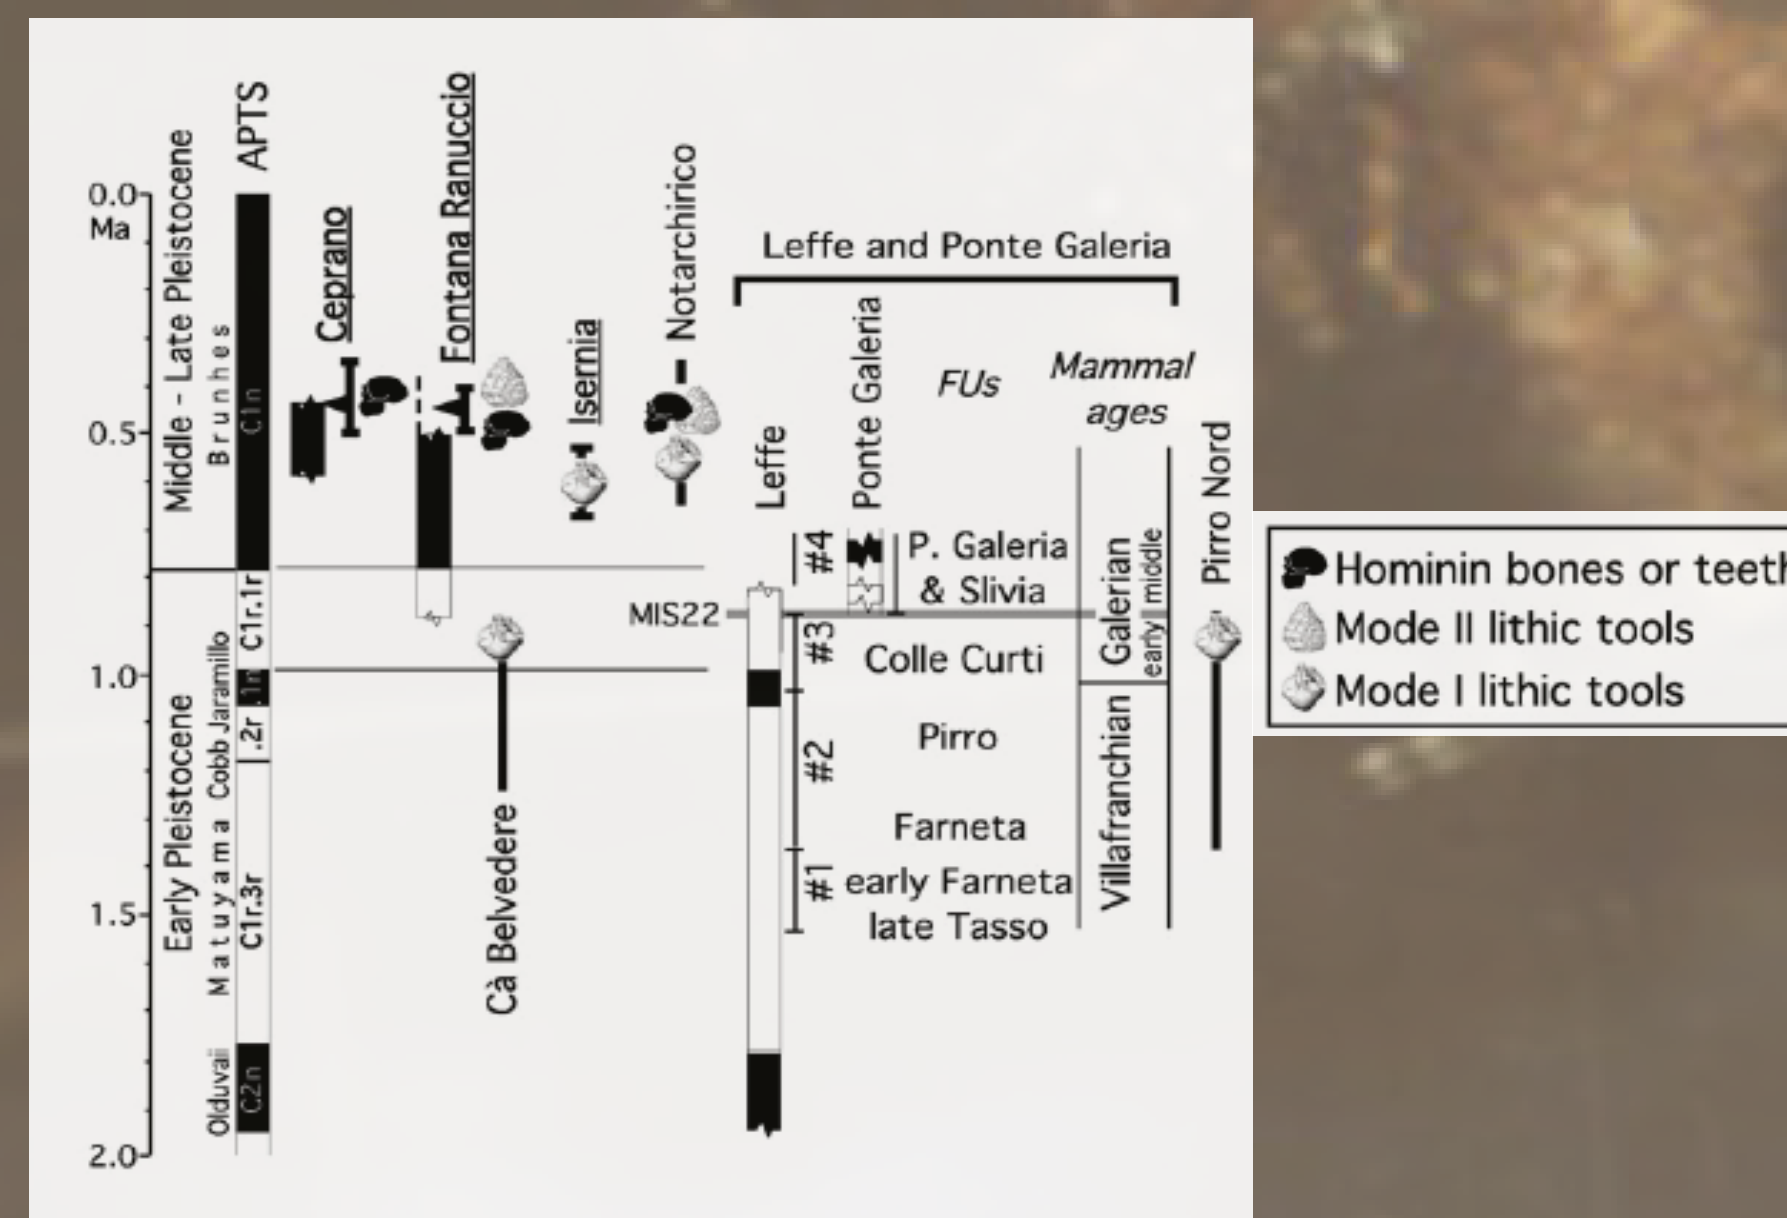 0.0
Ma
0.5
1.0
1.5
2.0
Middle - Late Pleistocene
Early Pleistocene
Brunhes
Matuyama
Cobb
Jaramillo
Olduvaii
APTS
C1n
C1r.1r
.1n
.2r
C1r.3r
C2n
Ceprano
Fontana Ranuccio
Isernia
Notarchirico
Cà Belvedere
MIS22
Leffe and Ponte Galeria
Leffe
Ponte Galeria
FUs
Mammal
ages
#4
#3
#2
#1
P. Galeria
& Slivia
Colle Curti
Pirro
Farneta
early Farneta
late Tasso
Galerian
early
middle
Villafranchian
Pirro Nord
Hominin bones or teeth
Mode II lithic tools
Mode I lithic tools